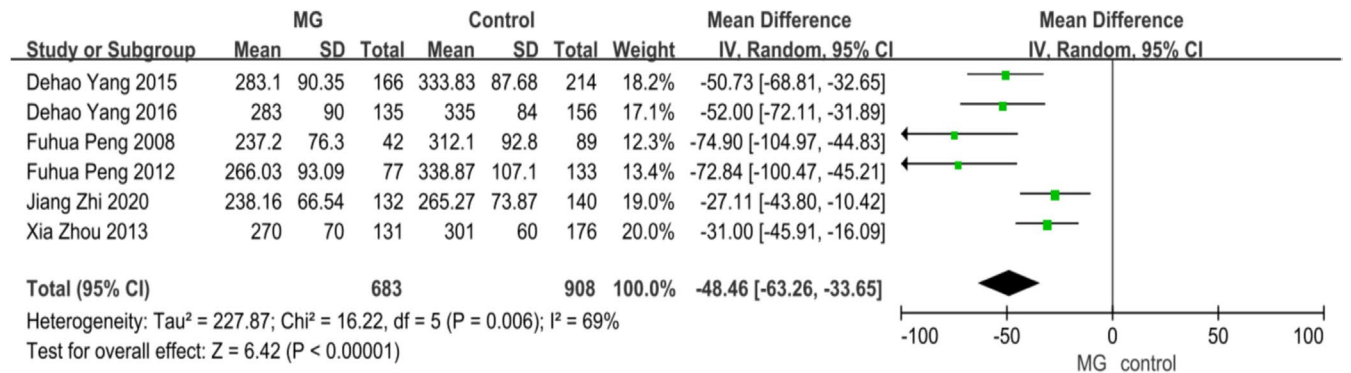 MG Control Mean Difference Mean Difference
Study or Subgroup Mean SD Total Mean SD Total Weight IV, Random, 95% CI IV, Random, 95% CI
Dehao Yang 2015 283.1 90.35 166 333.83 87.68 214 18.2% -50.73 [-68.81, -32.65]
Dehao Yang 2016 283 90 135 335 84 156 17.1% -52.00 [-72.11, -31.89]
Fuhua Peng 2008 237.2 76.3 42 312.1 92.8 89 12.3% -74.90 [-104.97, -44.83]
Fuhua Peng 2012 266.03 93.09 77 338.87 107.1 133 13.4% -72.84 [-100.47, -45.21]
Jiang Zhi 2020 238.16 66.54 132 265.27 73.87 140 19.0% -27.11 [-43.80, -10.42]
Xia Zhou 2013 270 70 131 301 60 176 20.0% -31.00 [-45.91, -16.09]
Total (95% CI) 683 908 100.0% -48.46 [-63.26, -33.65]
Heterogeneity: Tau² = 227.87; Chi² = 16.22, df = 5 (P = 0.006); I² = 69%
Test for overall effect: Z = 6.42 (P < 0.00001)
-100 -50 0 50 100
MG control